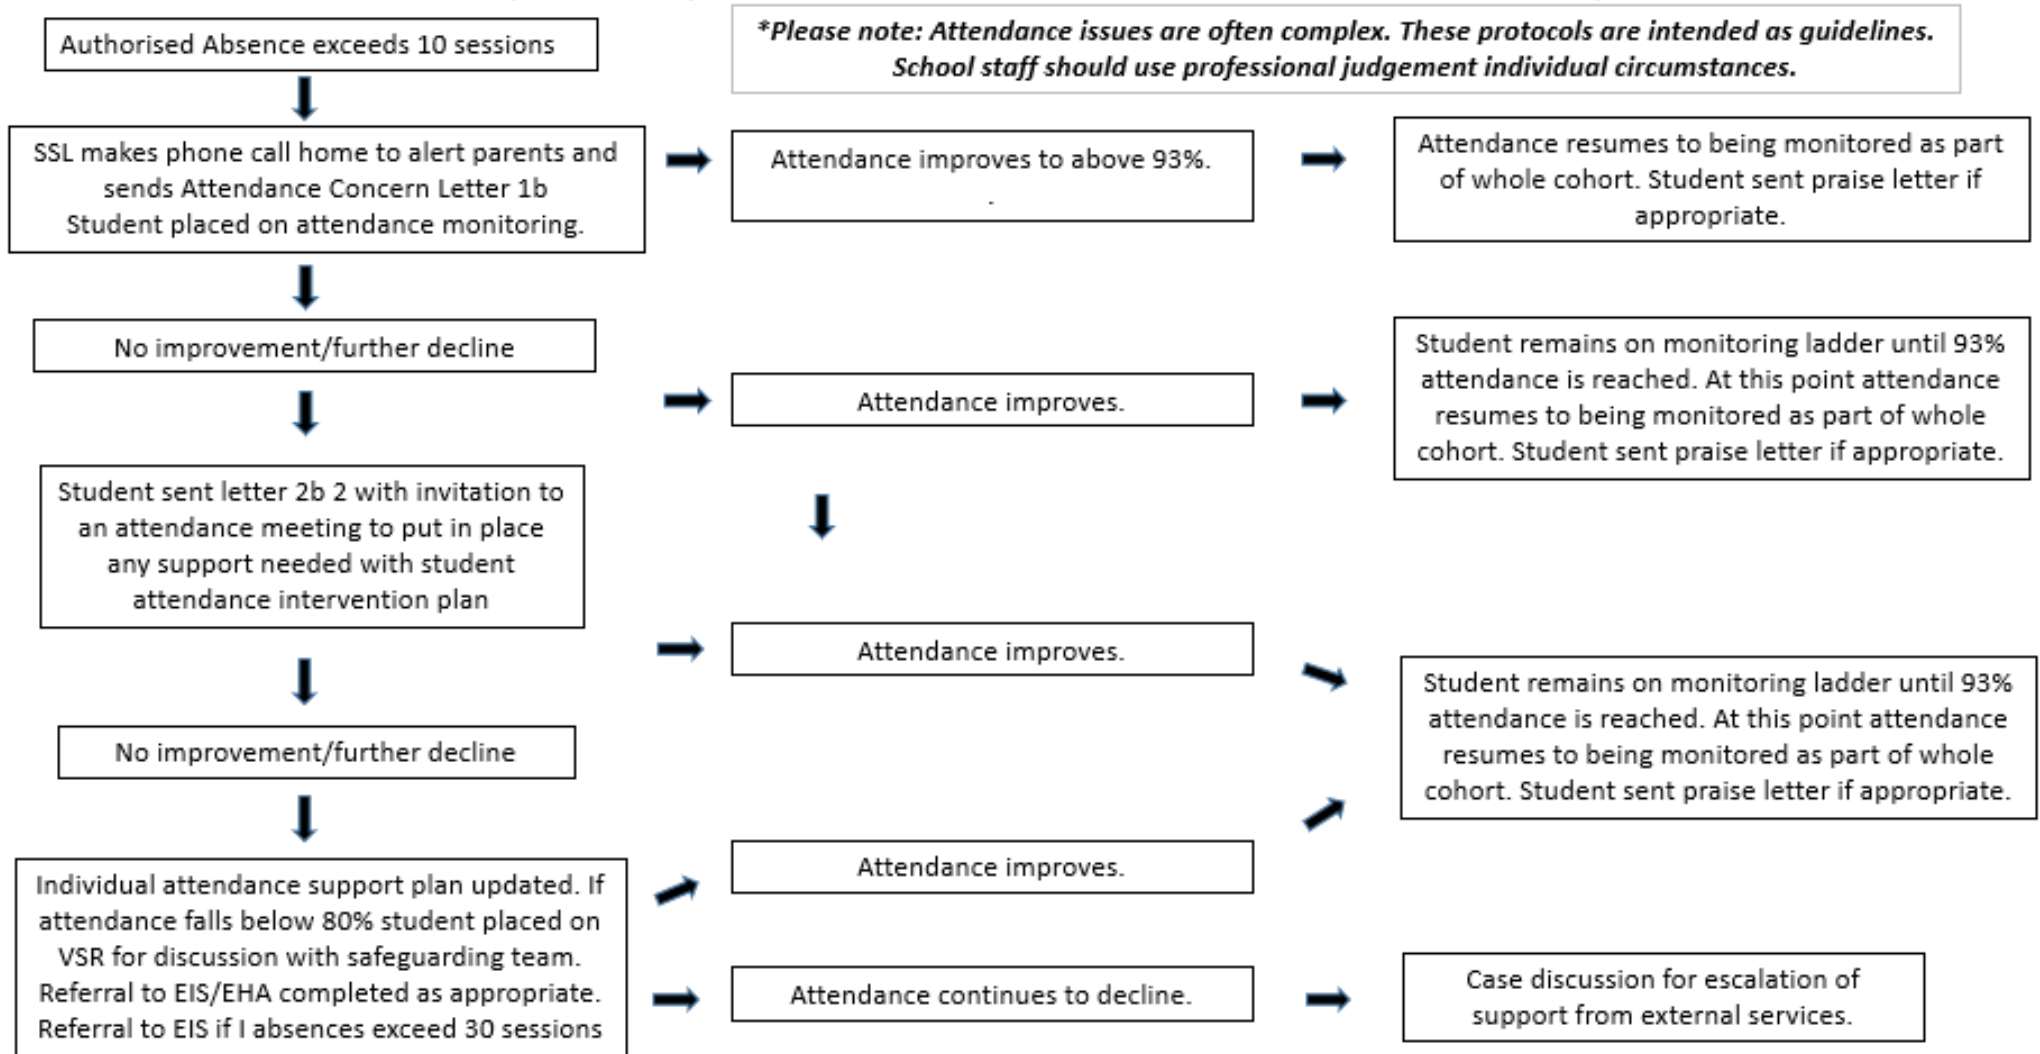 Authorised Absence exceeds 10 sessions
*Please note: Attendance issues are often complex. These protocols are intended as guidelines.
School staff should use professional judgement individual circumstances.
SSL makes phone call home to alert parents and
sends Attendance Concern Letter 1b
Student placed on attendance monitoring.
Attendance improves to above 93%.
.
Attendance resumes to being monitored as part
of whole cohort. Student sent praise letter if
appropriate.
No improvement/further decline
Attendance improves.
Student remains on monitoring ladder until 93%
attendance is reached. At this point attendance
resumes to being monitored as part of whole
cohort. Student sent praise letter if appropriate.
Student sent letter 2b 2 with invitation to
an attendance meeting to put in place
any support needed with student
attendance intervention plan
Attendance improves.
Student remains on monitoring ladder until 93%
attendance is reached. At this point attendance
resumes to being monitored as part of whole
cohort. Student sent praise letter if appropriate.
No improvement/further decline
Individual attendance support plan updated. If
attendance falls below 80% student placed on
VSR for discussion with safeguarding team.
Referral to EIS/EHA completed as appropriate.
Referral to EIS if I absences exceed 30 sessions
Attendance improves.
Attendance continues to decline.
Case discussion for escalation of
support from external services.